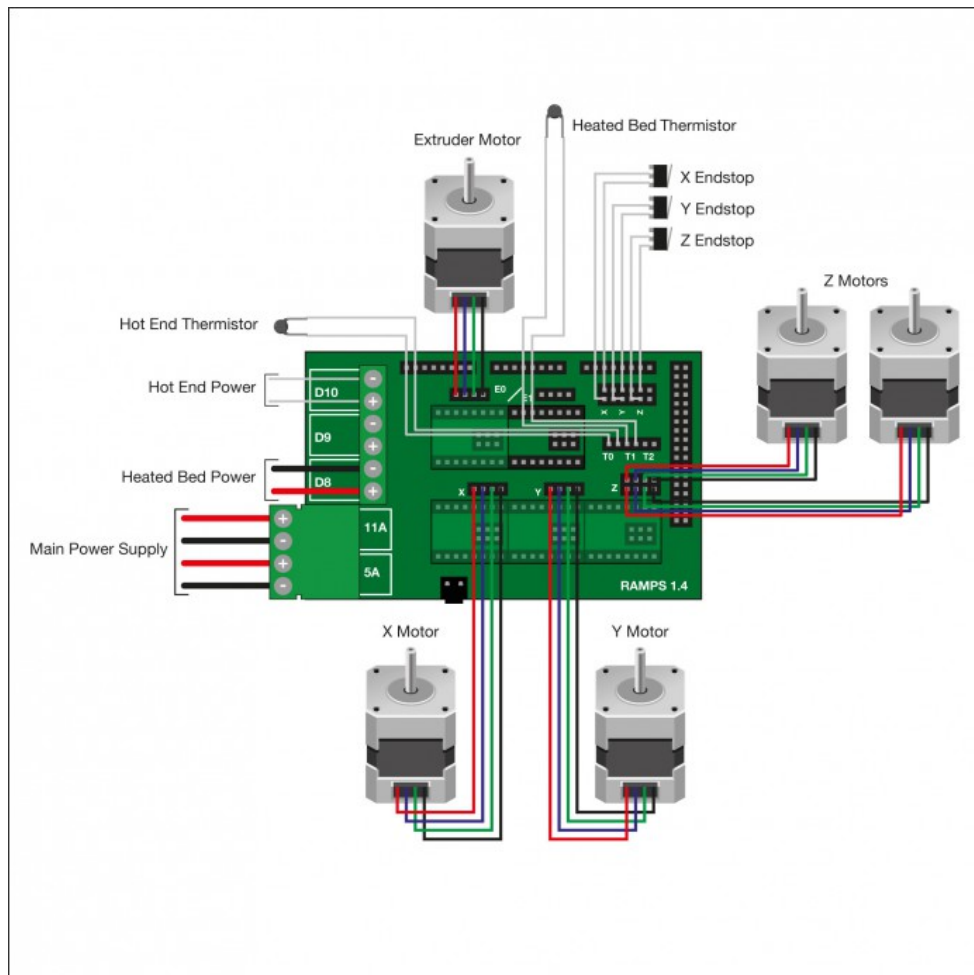 Heated Bed Thermistor
Extruder Motor
X Endstop
Y Endstop
Z Endstop
Z Motors
Hot End Thermistor
Hot End Power
D10
E0
E1
X
Y
Z
D9
T0
T1
T2
Heated Bed Power
D8
X
Y
Z
11A
Main Power Supply
5A
RAMPS 1.4
X Motor
Y Motor